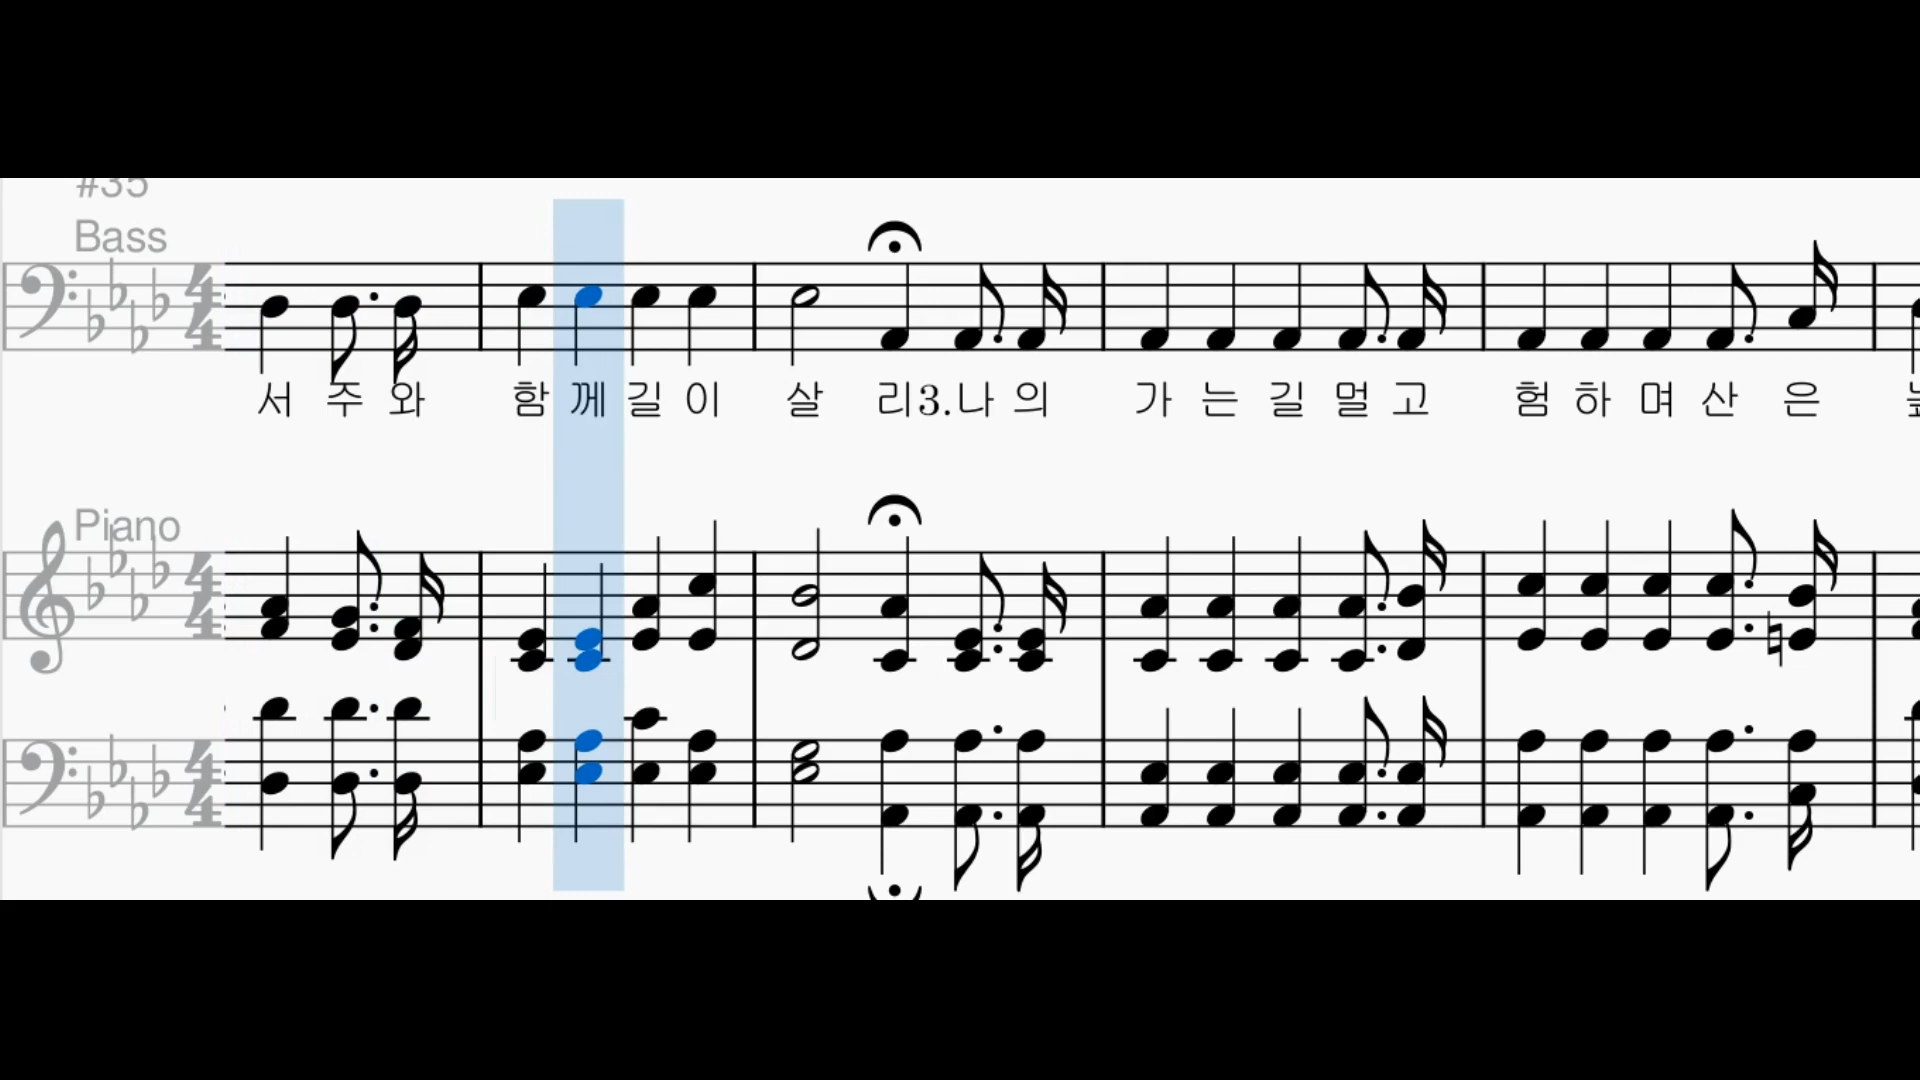 #35
Bass
서 주 와 함 께 길 이 살 리 3. 나 의 가 는 길 멀 고 험 하 며 산 은
Piano